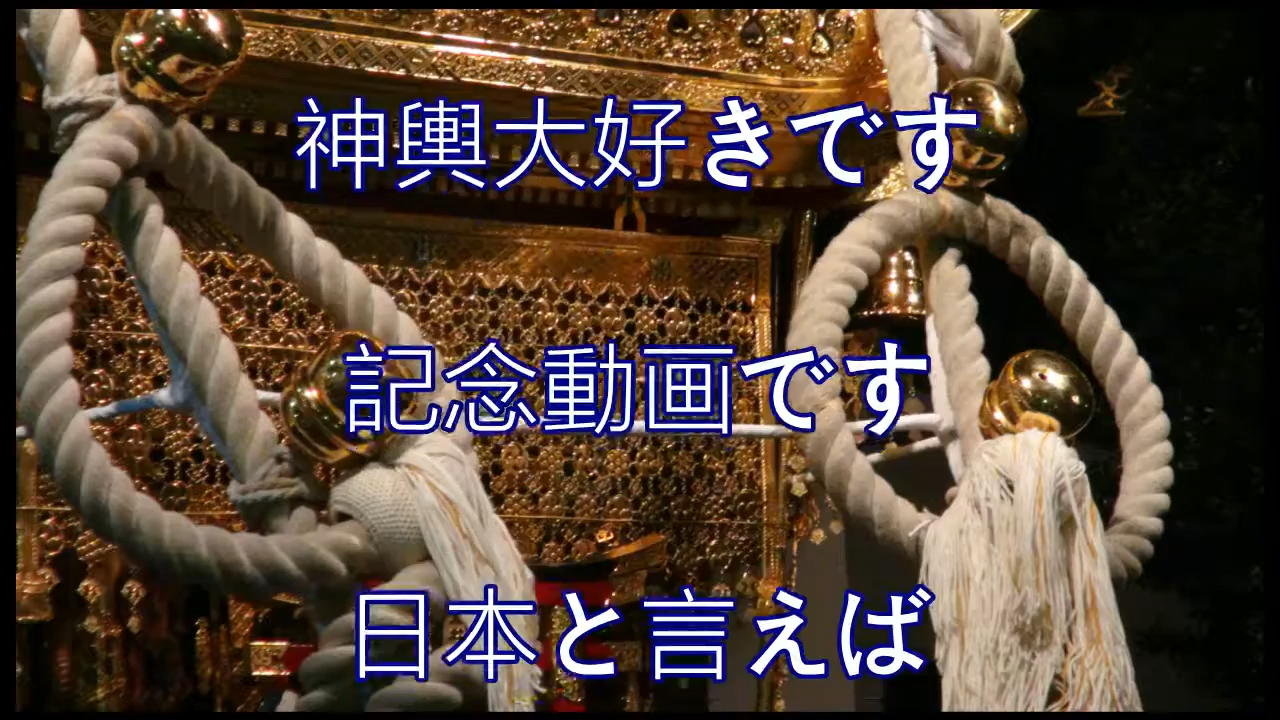 神輿大好きです
記念動画です
日本と言えば